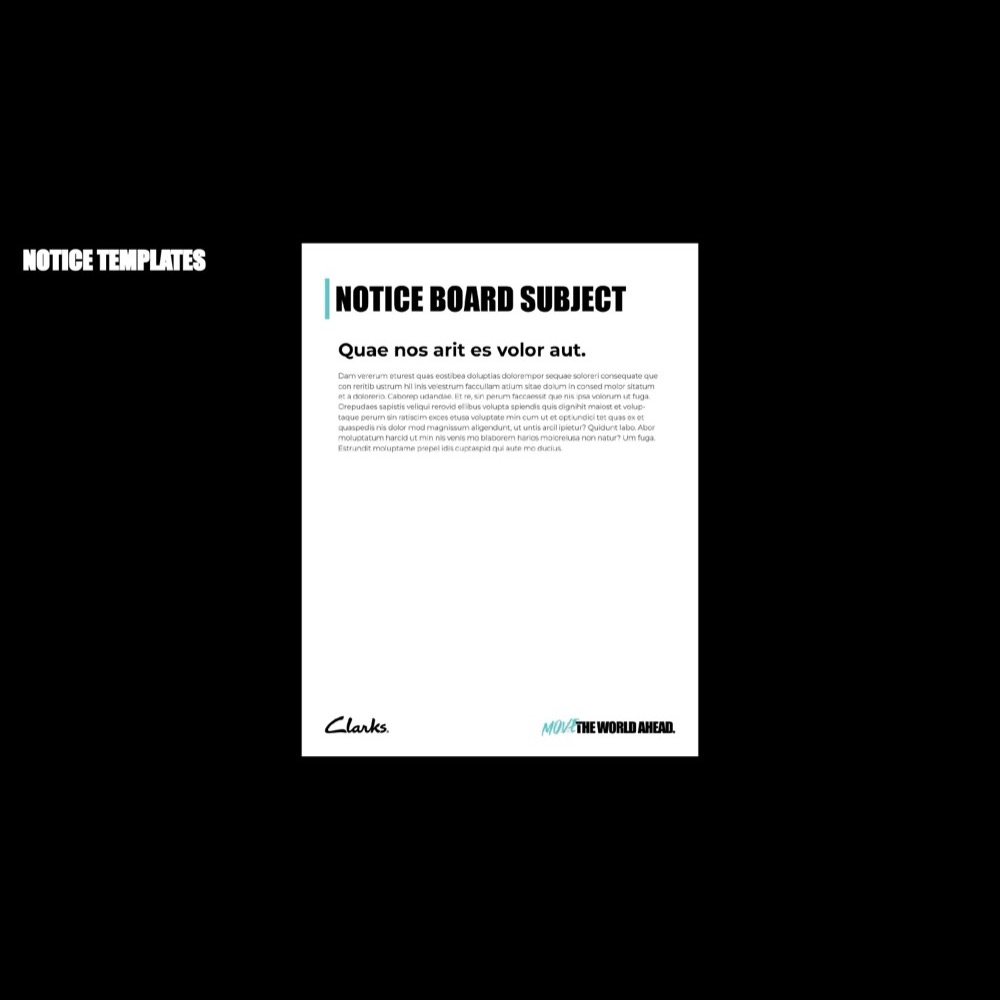 NOTICE TEMPLATES
NOTICE BOARD SUBJECT
Quae nos arit es volor aut.
Dam vererum eturest quas eostibea doluptias dolorempor sequae soloreri consequate que
con reritib ustrum hil inis velestrum faccullam atium sitae dolum in consed molor sitatum
et a dolorerio. Caborep udandae. Et re, sin perum faccaessit que nis ipsa volorum ut fuga.
Orepudaes sapistis veliqui rerovid ellibus volupta spiendis quis dignihit maiost et volup-
taque perum sin ratiscim exces etusa voluptate min cum ut et optiundici tet quas ex et
quaspedis nis dolor mod magnissum aligendunt, ut untis arcil ipietur? Quidunt labo. Abor
moluptatum harcid ut min nis venis mo blaborem harios moloreiusa non natur? Um fuga.
Estrundit moluptame prepel idis cuptaspid qui aute mo ducius.
Clarks.
MOVE THE WORLD AHEAD.